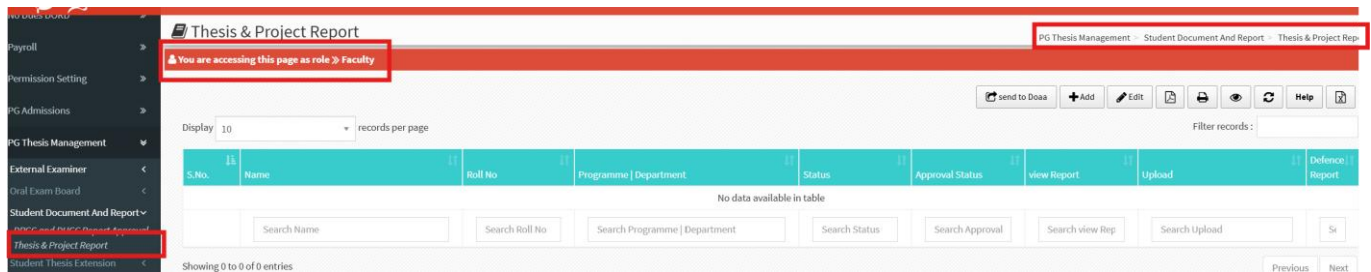 No Dues DORD
Payroll
Permission Setting
PG Admissions
PG Thesis Management
External Examiner
Oral Exam Board
Student Document And Report
Thesis & Project Report
Student Thesis Extension
Thesis & Project Report
PG Thesis Management > Student Document And Report > Thesis & Project Rep
You are accessing this page as role » Faculty
send to Doaa Add Edit Help
Display 10 records per page
Filter records :
S.No. Name Roll No Programme | Department Status Approval Status view Report Upload Defence Report
No data available in table
Search Name Search Roll No Search Programme | Department Search Status Search Approval Search view Rep Search Upload Se
Showing 0 to 0 of 0 entries
Previous Next